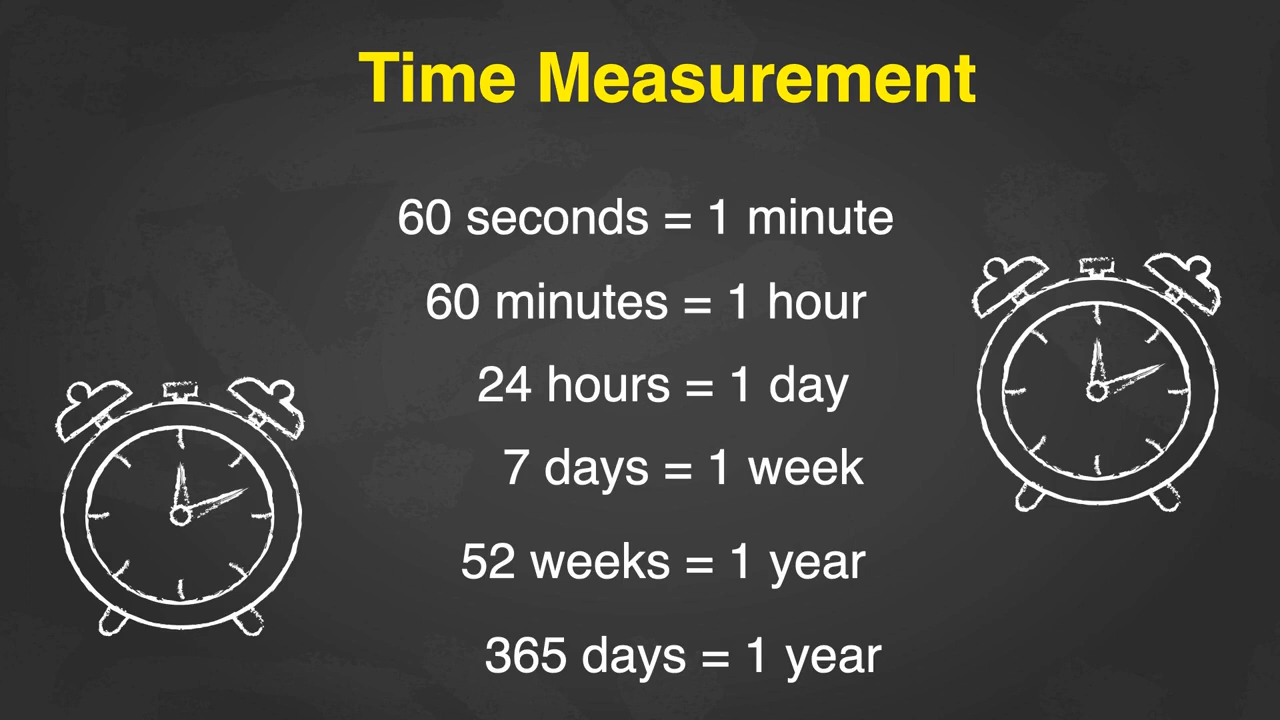 Time Measurement
60 seconds = 1 minute
60 minutes = 1 hour
24 hours = 1 day
7 days = 1 week
52 weeks = 1 year
365 days = 1 year